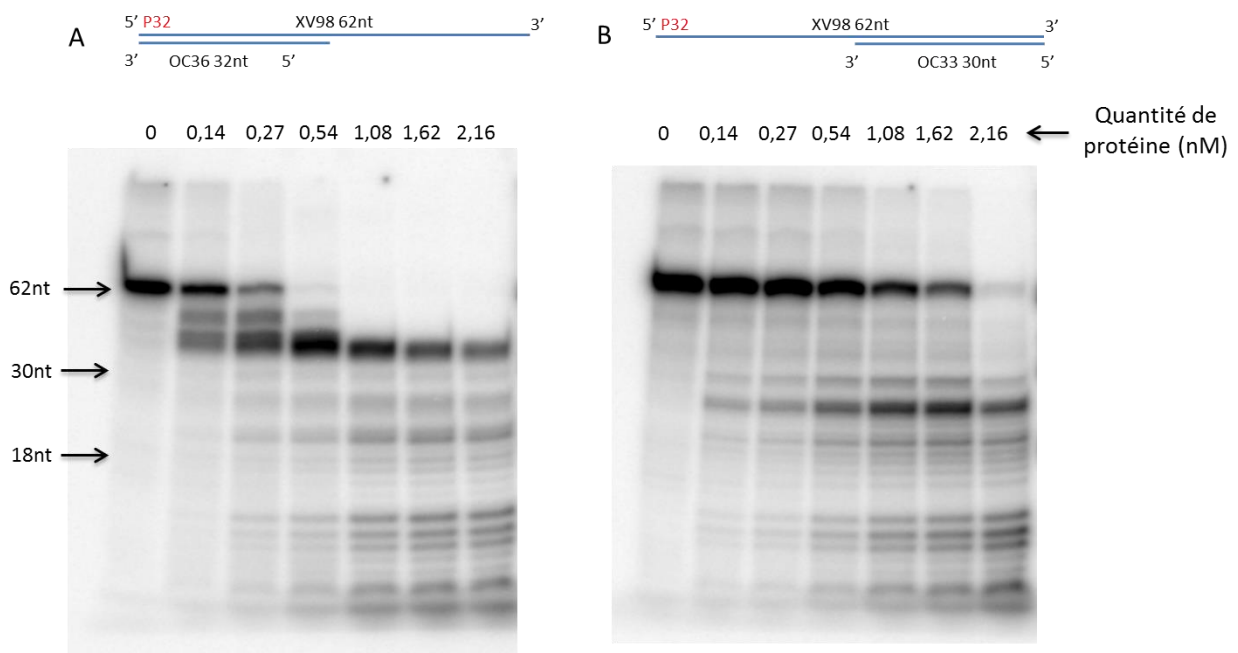 A
5’ P32 XV98 62nt 3’
3’ OC36 32nt 5’
B
5’ P32 XV98 62nt 3’
3’ OC33 30nt 5’
0 0,14 0,27 0,54 1,08 1,62 2,16
0 0,14 0,27 0,54 1,08 1,62 2,16
Quantité de
protéine (nM)
62nt
30nt
18nt